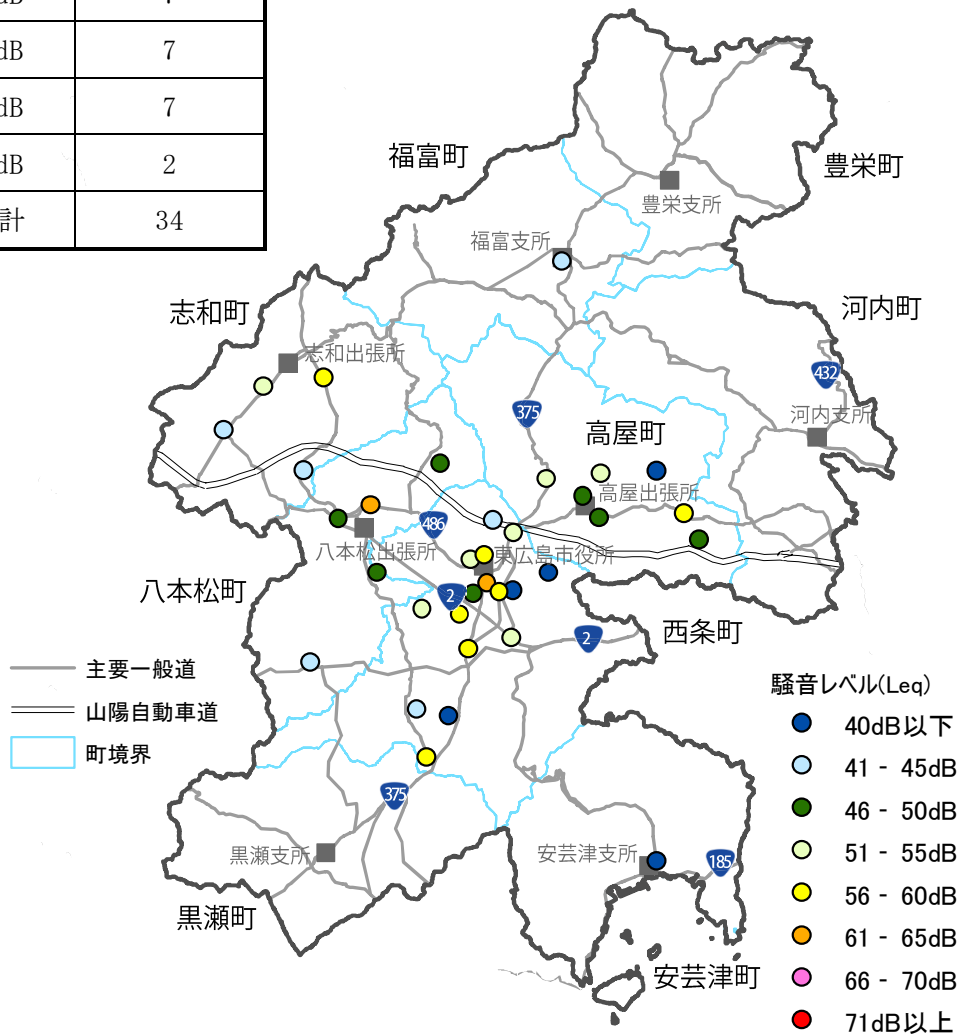 dB
dB 7
dB 7
dB 2
計 34
福富町
豊栄町
豊栄支所
福富支所
志和町
河内町
志和出張所
432
375
河内支所
高屋町
高屋出張所
486
八本松出張所
東広島市役所
八本松町
2
西条町
2
主要一般道
山陽自動車道
町境界
騒音レベル(Leq)
40dB以下
41 - 45dB
46 - 50dB
51 - 55dB
56 - 60dB
61 - 65dB
66 - 70dB
71dB以上
375
黒瀬支所
安芸津支所
185
黒瀬町
安芸津町